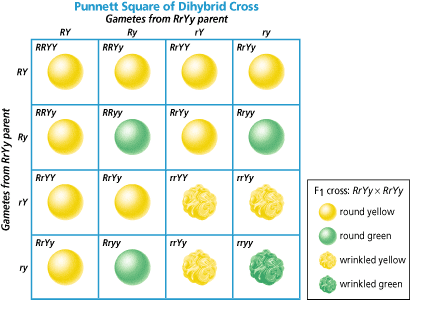 Punnett Square of Dihybrid Cross
Gametes from RrYy parent
RY Ry rY ry
Gametes from RrYy parent
RY
RRYY RRYy RrYY RrYy
Ry
RRYy RRyy RrYy Rryy
rY
RrYY RrYy rrYY rrYy
ry
RrYy Rryy rrYy rryy
F1 cross: RrYy × RrYy
round yellow
round green
wrinkled yellow
wrinkled green